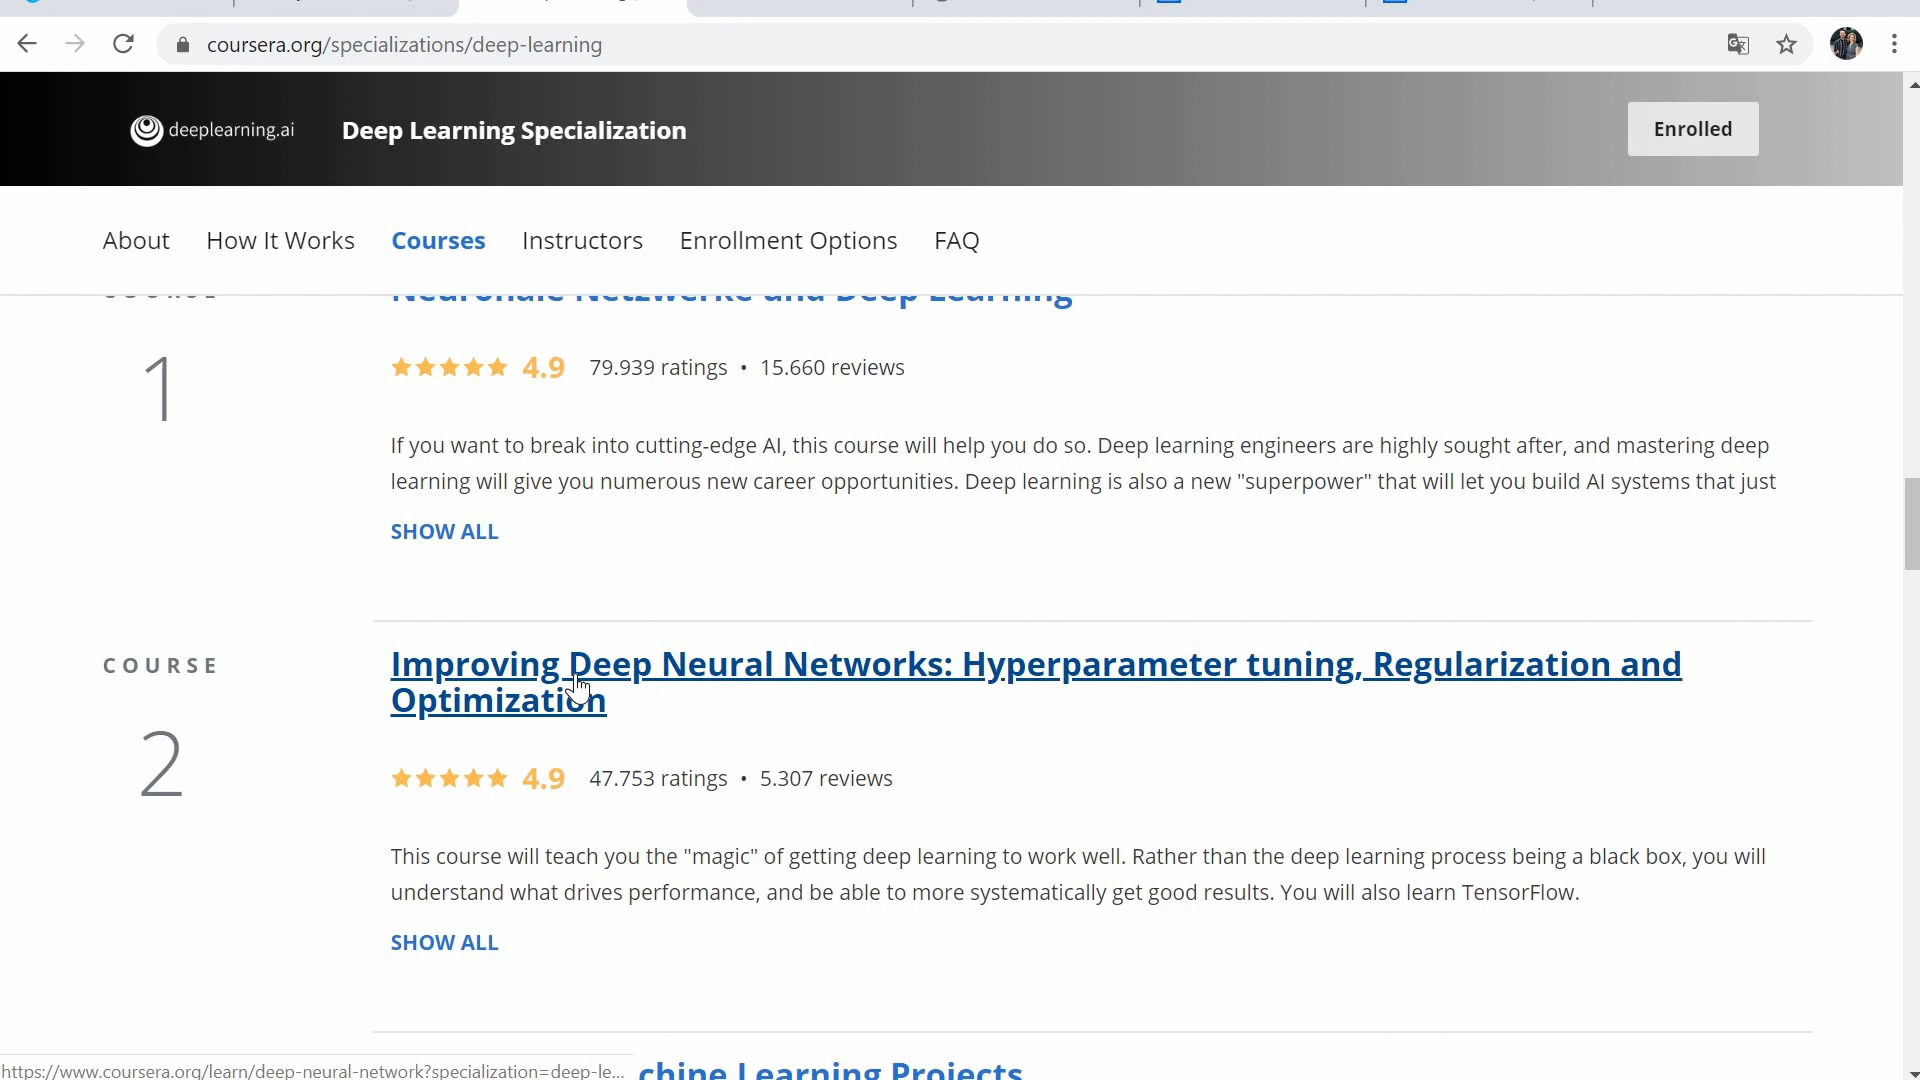 coursera.org/specializations/deep-learning
deeplearning.ai
Deep Learning Specialization
Enrolled
About How It Works Courses Instructors Enrollment Options FAQ
COURSE
Neuronale Netzwerke and Deep Learning
1
4.9 79.939 ratings • 15.660 reviews
If you want to break into cutting-edge AI, this course will help you do so. Deep learning engineers are highly sought after, and mastering deep
learning will give you numerous new career opportunities. Deep learning is also a new "superpower" that will let you build AI systems that just
SHOW ALL
COURSE
2
Improving Deep Neural Networks: Hyperparameter tuning, Regularization and
Optimization
4.9 47.753 ratings • 5.307 reviews
This course will teach you the "magic" of getting deep learning to work well. Rather than the deep learning process being a black box, you will
understand what drives performance, and be able to more systematically get good results. You will also learn TensorFlow.
SHOW ALL
https://www.coursera.org/learn/deep-neural-network?specialization=deep-le...
chine Learning Projects